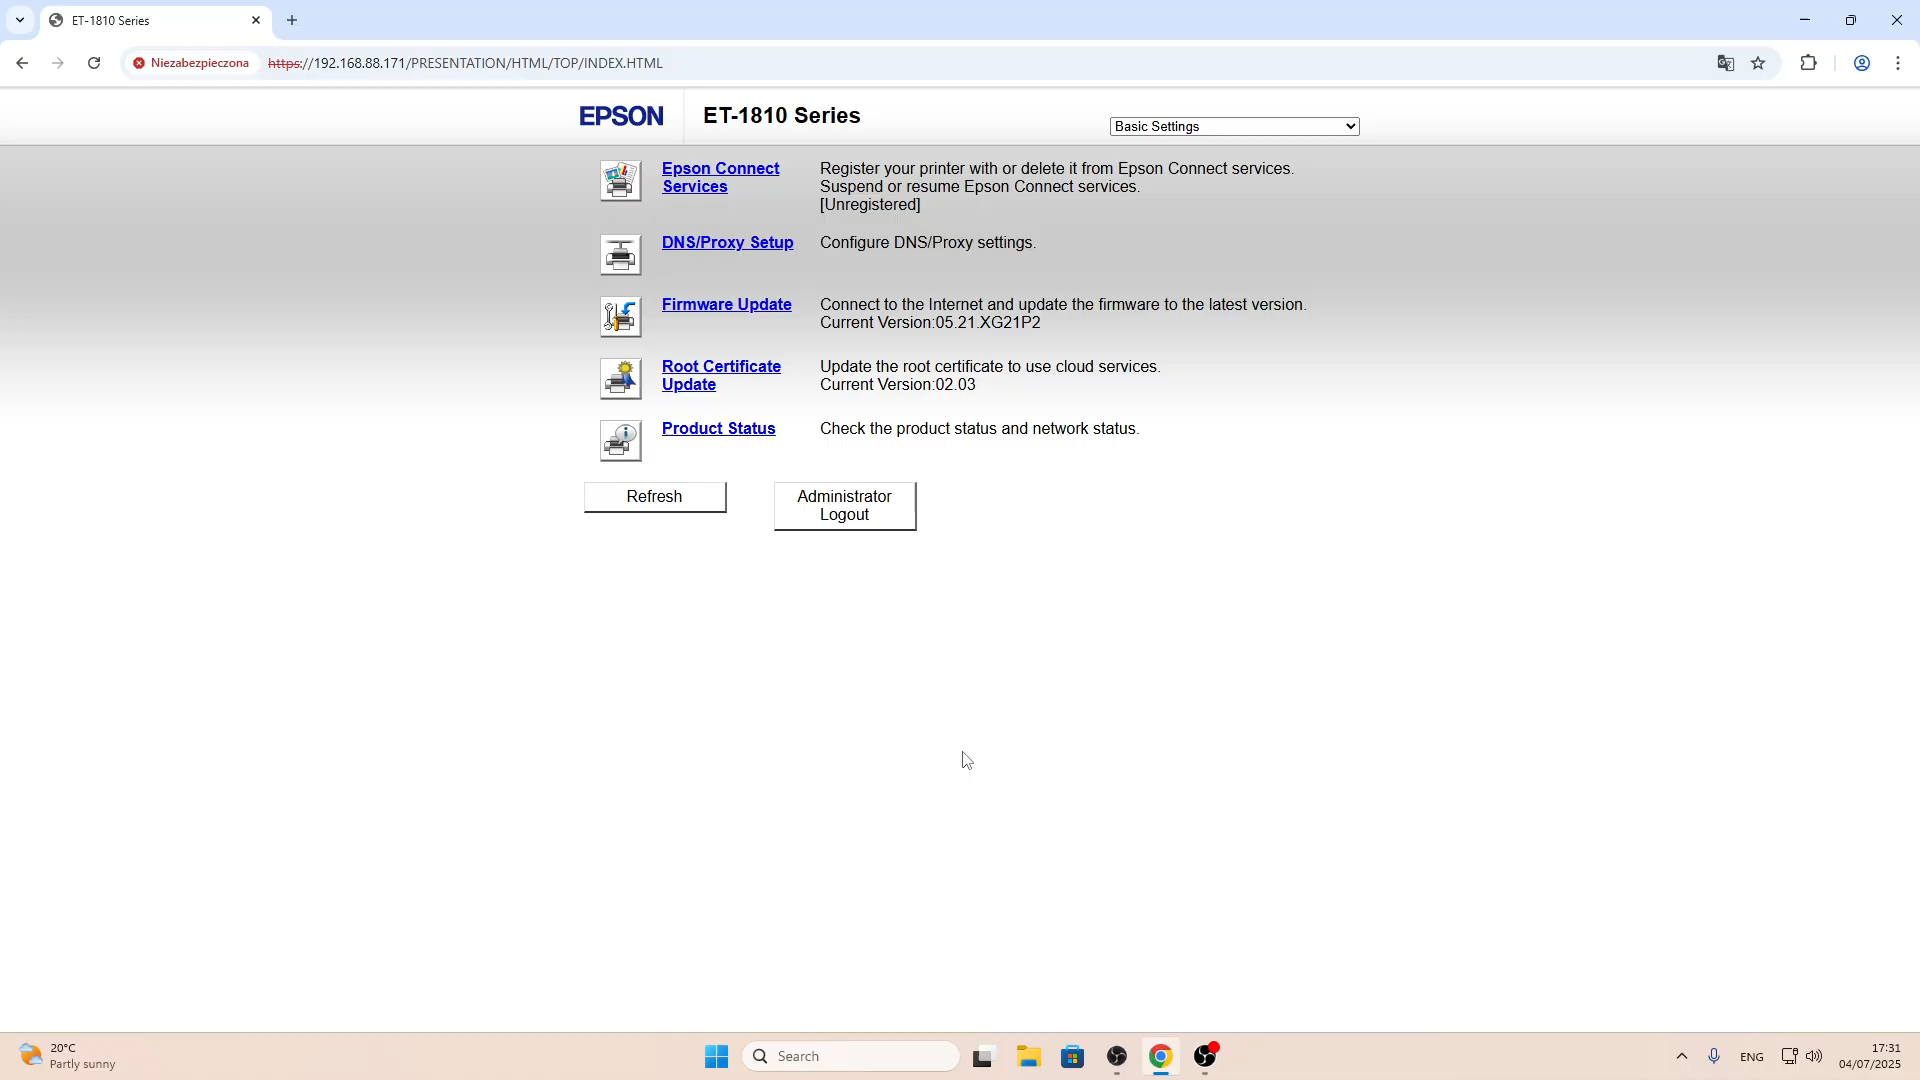 ET-1810 Series
Niezabezpieczona
https://192.168.88.171/PRESENTATION/HTML/TOP/INDEX.HTML
EPSON
ET-1810 Series
Basic Settings
Epson Connect
Services
Register your printer with or delete it from Epson Connect services.
Suspend or resume Epson Connect services.
[Unregistered]
DNS/Proxy Setup
Configure DNS/Proxy settings.
Firmware Update
Connect to the Internet and update the firmware to the latest version.
Current Version:05.21.XG21P2
Root Certificate
Update
Update the root certificate to use cloud services.
Current Version:02.03
Product Status
Check the product status and network status.
Refresh
Administrator
Logout
20°C
Partly sunny
Search
ENG
17:31
04/07/2025